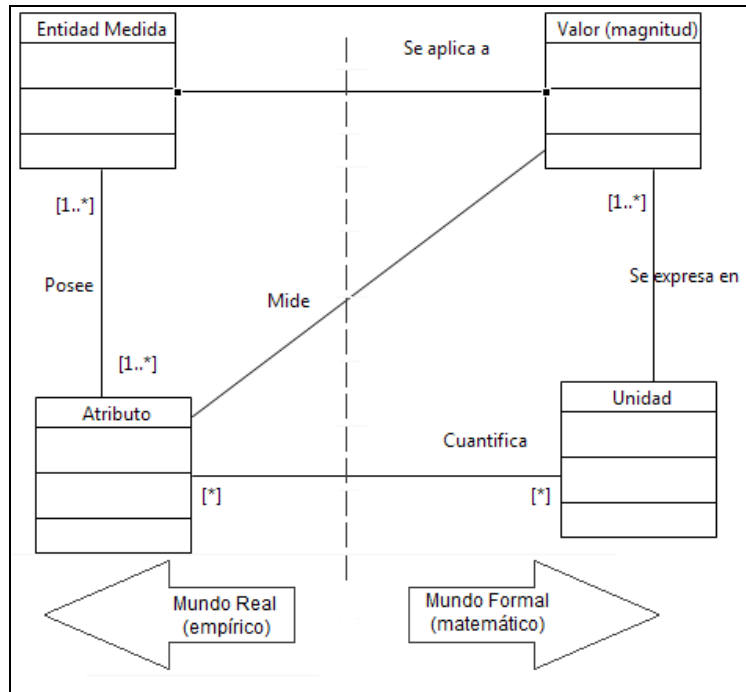 Entidad Medida
Valor (magnitud)
Se aplica a
[1..*]
[1..*]
Posee
Se expresa en
Mide
[1..*]
Atributo
Unidad
Cuantifica
[*]
[*]
Mundo Real
(empírico)
Mundo Formal
(matemático)